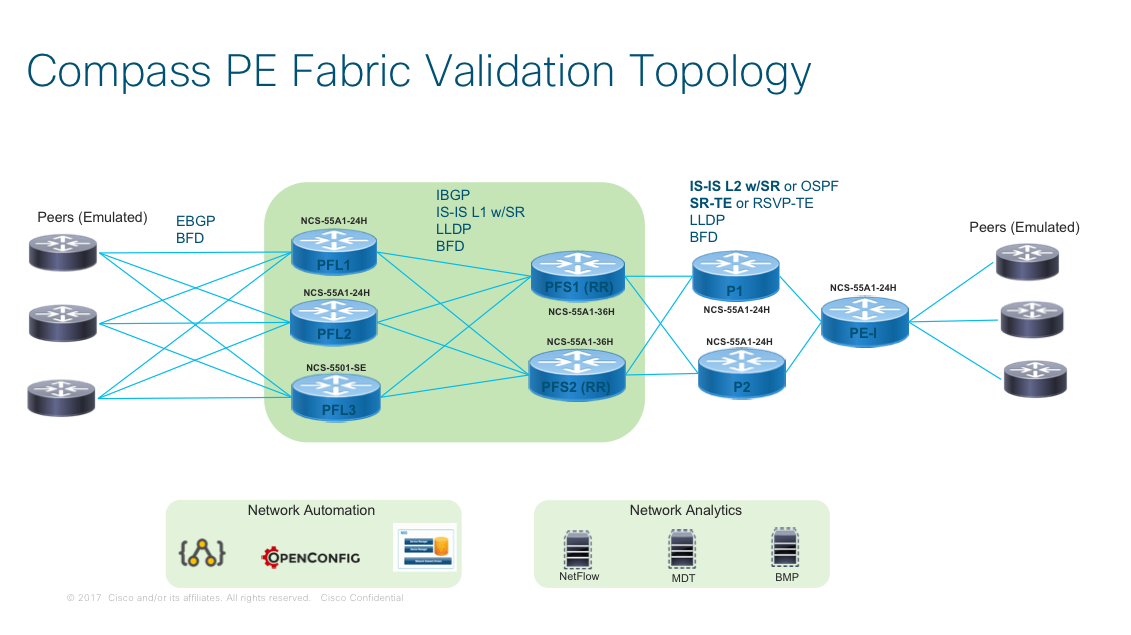 Compass PE Fabric Validation Topology
Peers (Emulated)
EBGP
BFD
NCS-55A1-24H
PFL1
NCS-55A1-24H
PFL2
NCS-5501-SE
PFL3
IBGP
IS-IS L1 w/SR
LLDP
BFD
PFS1 (RR)
NCS-55A1-36H
NCS-55A1-36H
PFS2 (RR)
IS-IS L2 w/SR or OSPF
SR-TE or RSVP-TE
LLDP
BFD
P1
NCS-55A1-24H
NCS-55A1-24H
P2
NCS-55A1-24H
PE-I
Peers (Emulated)
Network Automation
OPENCONFIG
Network Analytics
NetFlow
MDT
BMP
© 2017 Cisco and/or its affiliates. All rights reserved. Cisco Confidential